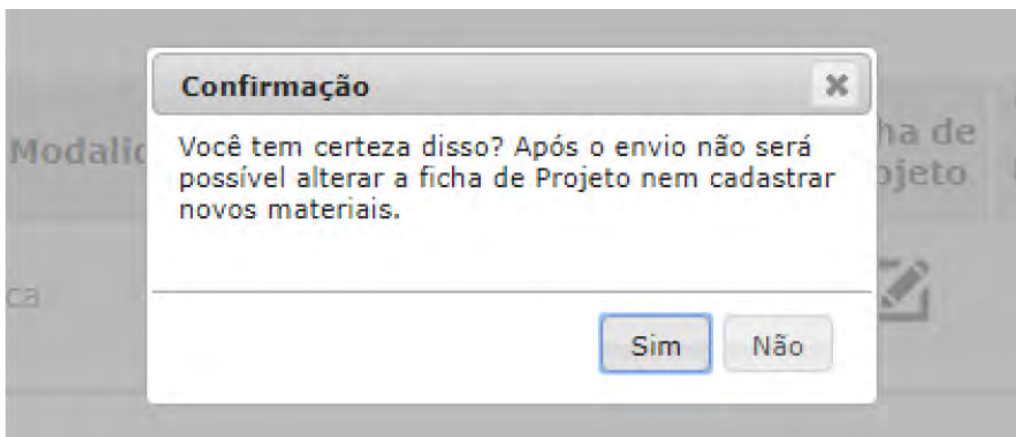 Confirmação
Você tem certeza disso? Após o envio não será
possível alterar a ficha de Projeto nem cadastrar
novos materiais.
Sim Não